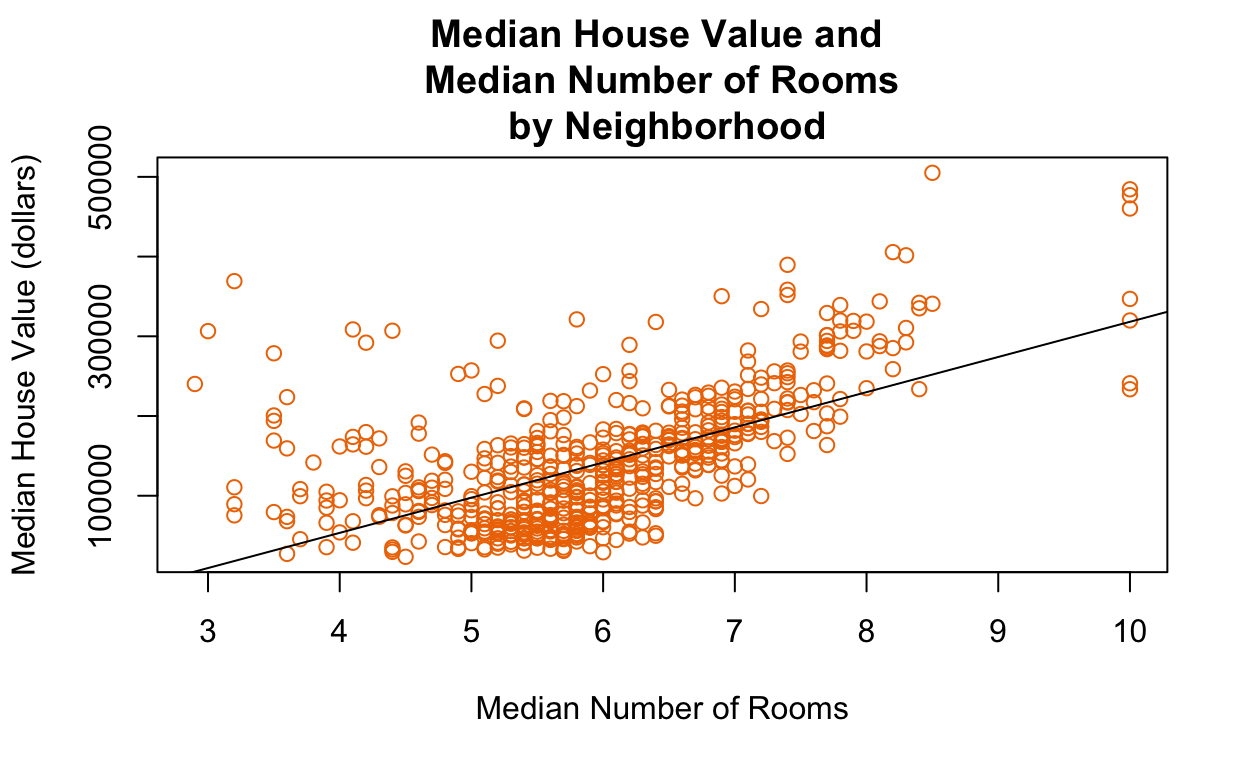 Median House Value and
Median Number of Rooms
by Neighborhood
Median House Value (dollars)
500000
300000
100000
3 4 5 6 7 8 9 10
Median Number of Rooms